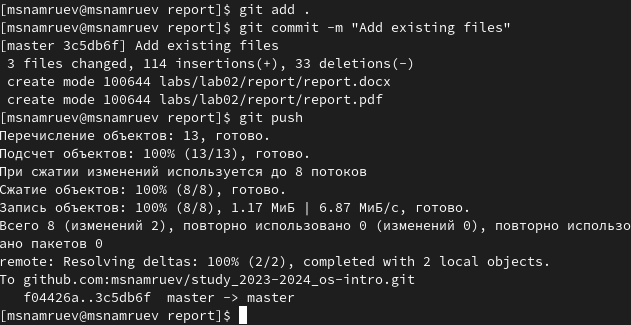 [msnamruev@msnamruev report]$ git add .
[msnamruev@msnamruev report]$ git commit -m "Add existing files"
[master 3c5db6f] Add existing files
 3 files changed, 114 insertions(+), 33 deletions(-)
 create mode 100644 labs/lab02/report/report.docx
 create mode 100644 labs/lab02/report/report.pdf
[msnamruev@msnamruev report]$ git push
Перечисление объектов: 13, готово.
Подсчет объектов: 100% (13/13), готово.
При сжатии изменений используется до 8 потоков
Сжатие объектов: 100% (8/8), готово.
Запись объектов: 100% (8/8), 1.17 МиБ | 6.87 МиБ/с, готово.
Всего 8 (изменений 2), повторно использовано 0 (изменений 0), повторно использо
ано пакетов 0
remote: Resolving deltas: 100% (2/2), completed with 2 local objects.
To github.com:msnamruev/study_2023-2024_os-intro.git
   f04426a..3c5db6f  master -> master
[msnamruev@msnamruev report]$